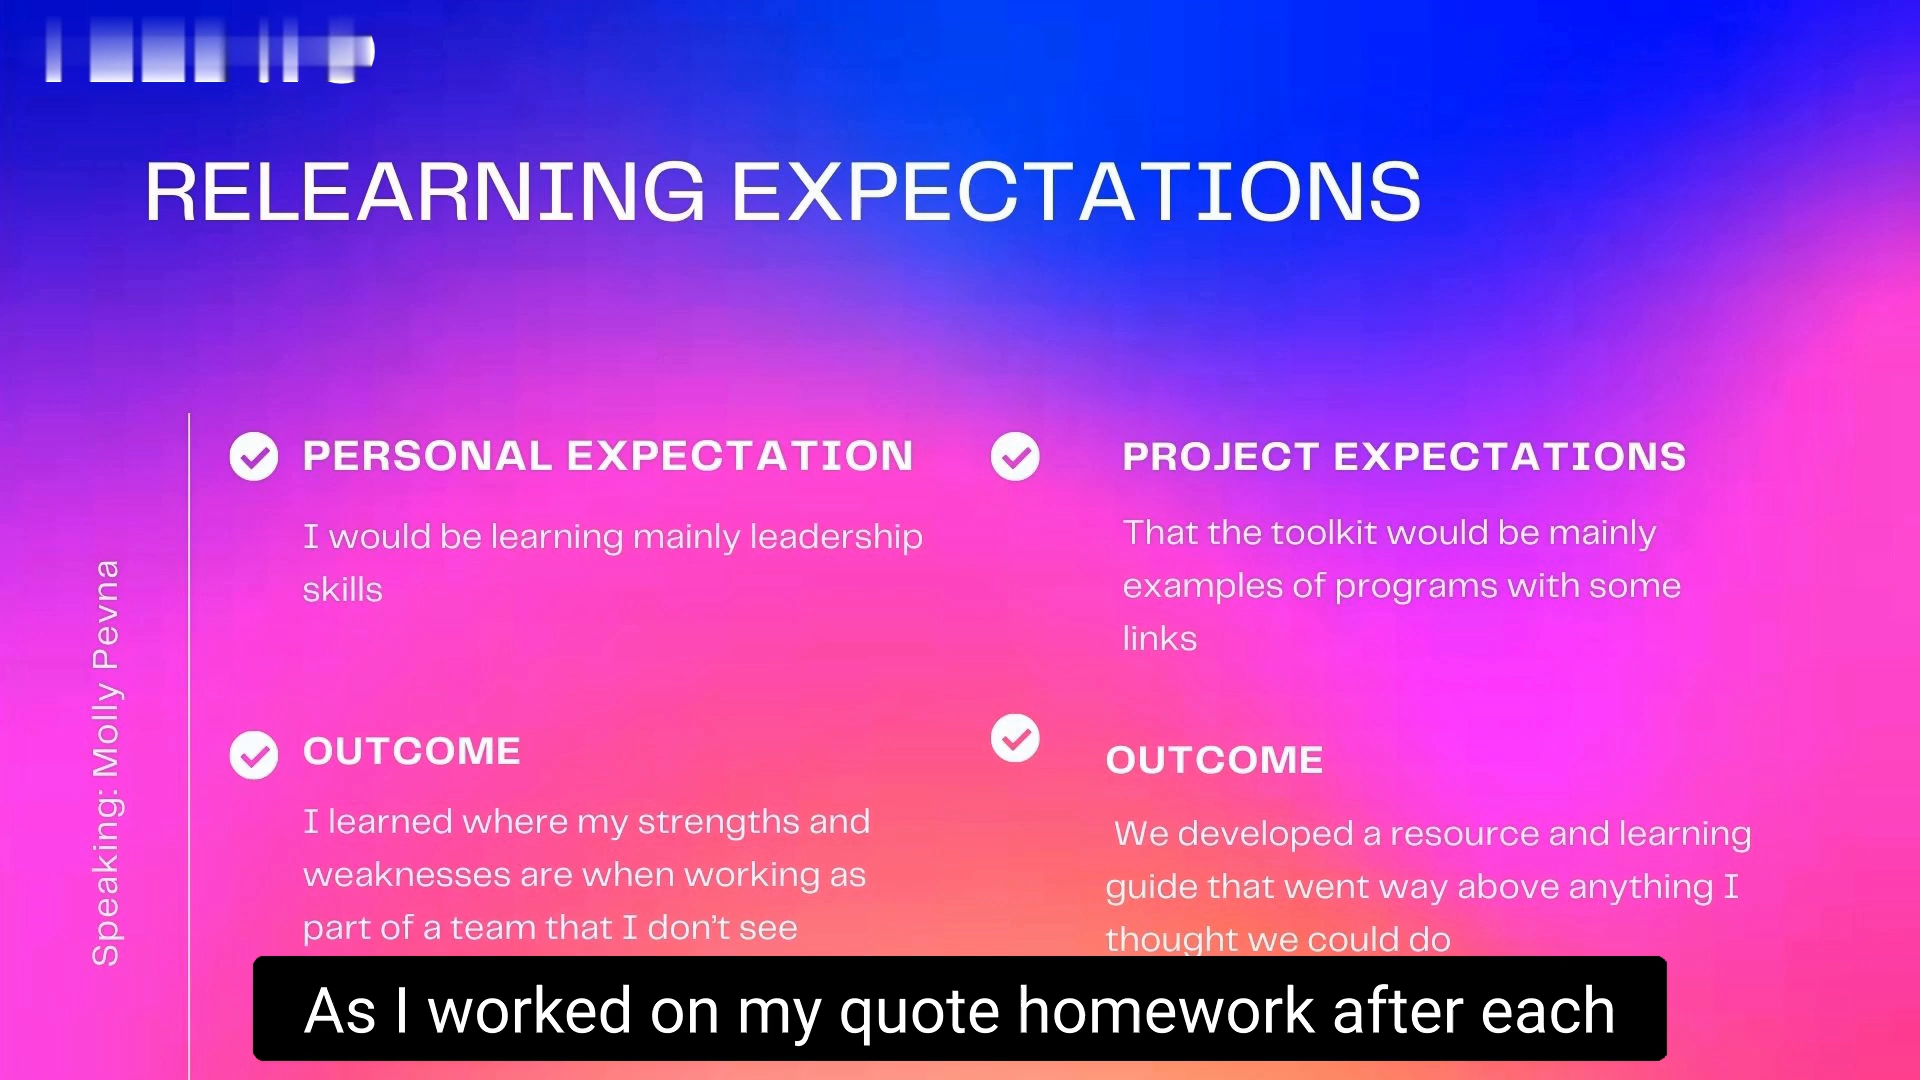 RELEARNING EXPECTATIONS
PERSONAL EXPECTATION
I would be learning mainly leadership
skills
OUTCOME
I learned where my strengths and
weaknesses are when working as
part of a team that I don't see
PROJECT EXPECTATIONS
That the toolkit would be mainly
examples of programs with some
links
OUTCOME
We developed a resource and learning
guide that went way above anything I
thought we could do
Speaking: Molly Pevna
As I worked on my quote homework after each